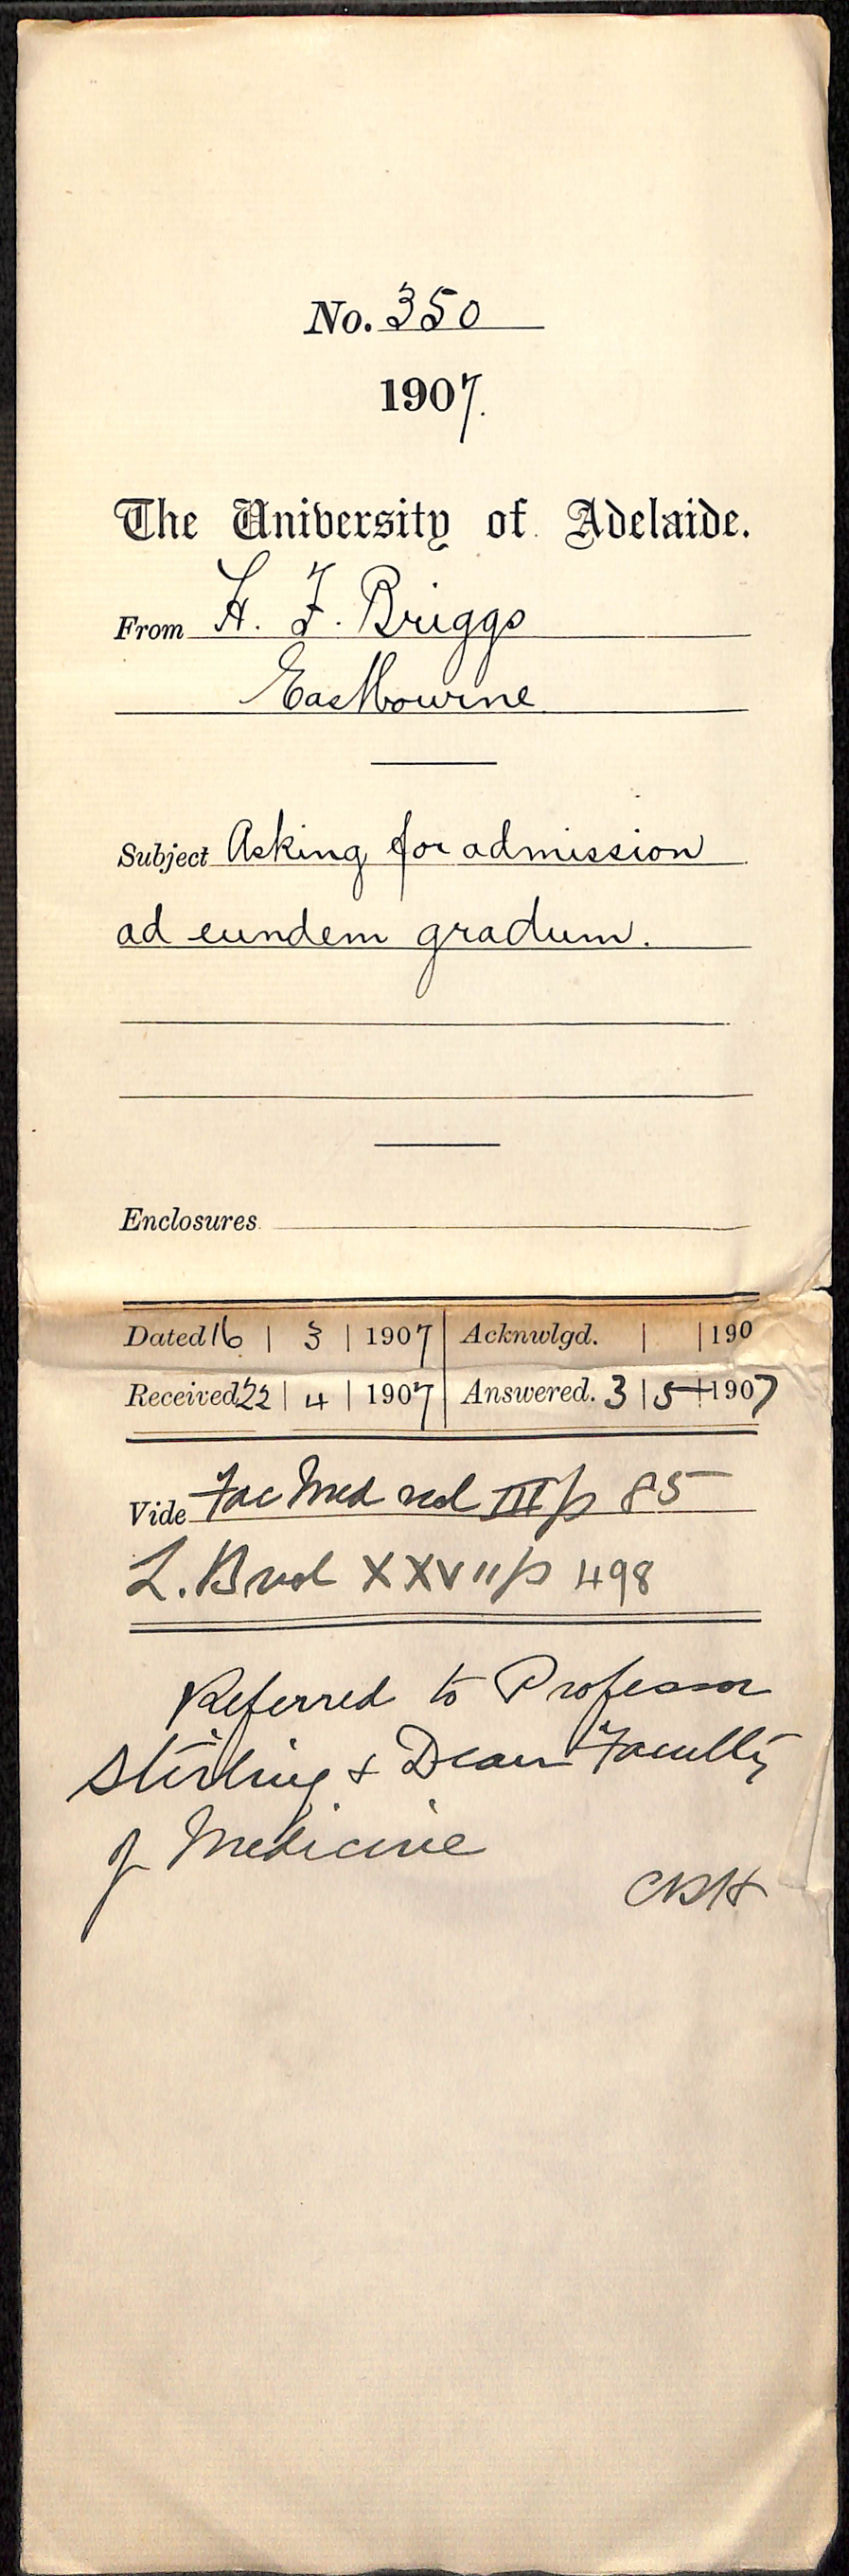 No. 350
1907.
The University of Adelaide.
From H. F. Briggs
Eastbourne
Subject Asking for admission
ad eundem gradum.
Enclosures
Dated 16 | 3 | 1907 | Acknwlgd. | | 190
Received 22 | 4 | 1907 | Answered. 3 | 5 | 1907
Vide Fac Med vol III p 85
L. B vol XXVII p 498
Referred to Professor
Stirling & Dean Faculty
of Medicine